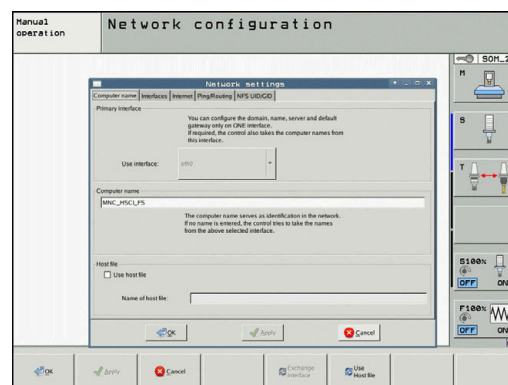 Manual
operation
Network configuration
SOM_2
Network settings
Computer name
Interfaces
Internet
Ping/Routing
NFS UID/GID
Primary interface
You can configure the domain, name, server and default
gateway only on ONE interface.
If required, the control also takes the computer names from
this interface.
Use interface:
eth0
Computer name
MNC_HSCI_FS
The computer name serves as identification in the network.
If no name is entered, the control tries to take the names
from the above selected interface.
Host file
Use host file
Name of host file:
OK
Apply
Cancel
M
S
T
S100%
OFF
ON
F100%
OFF
ON
OK
Apply
Cancel
Exchange
interface
Use
Host file